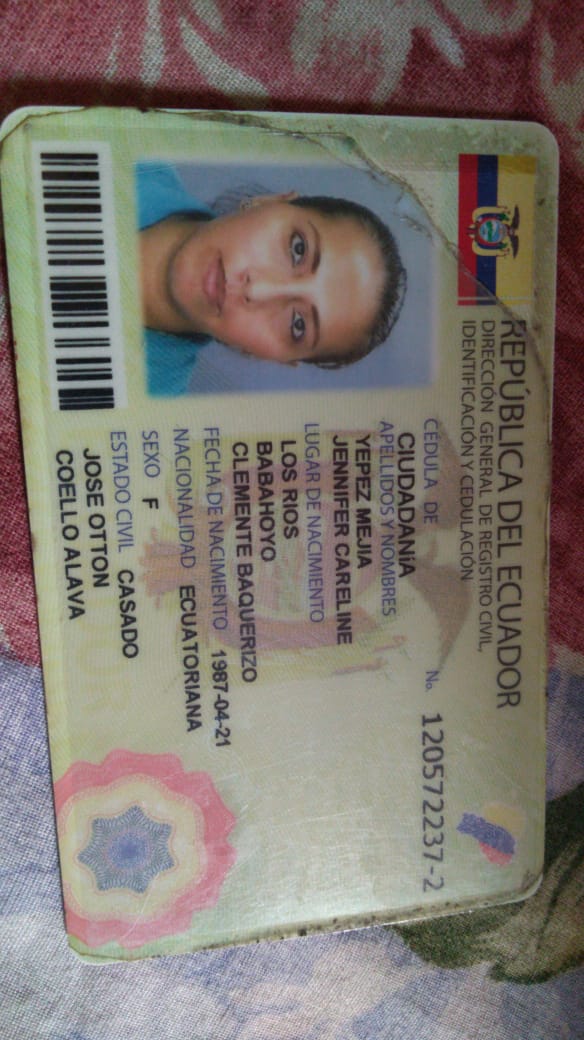 REPÚBLICA DEL ECUADOR
DIRECCIÓN GENERAL DE REGISTRO CIVIL,
IDENTIFICACIÓN Y CEDULACIÓN
CÉDULA DE
CIUDADANÍA
No. 120572237-2
APELLIDOS Y NOMBRES
YEPEZ MEJIA
JENNIFER CARELINE
LUGAR DE NACIMIENTO
LOS RIOS
BABAHOYO
CLEMENTE BAQUERIZO
FECHA DE NACIMIENTO 1987-04-21
NACIONALIDAD ECUATORIANA
SEXO F
ESTADO CIVIL CASADO
JOSE OTTON
COELLO ALAVA